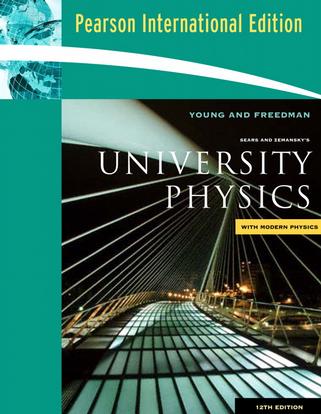 Pearson International Edition
YOUNG AND FREEDMAN
SEARS AND ZEMANSKY'S
UNIVERSITY
PHYSICS
WITH MODERN PHYSICS
12TH EDITION